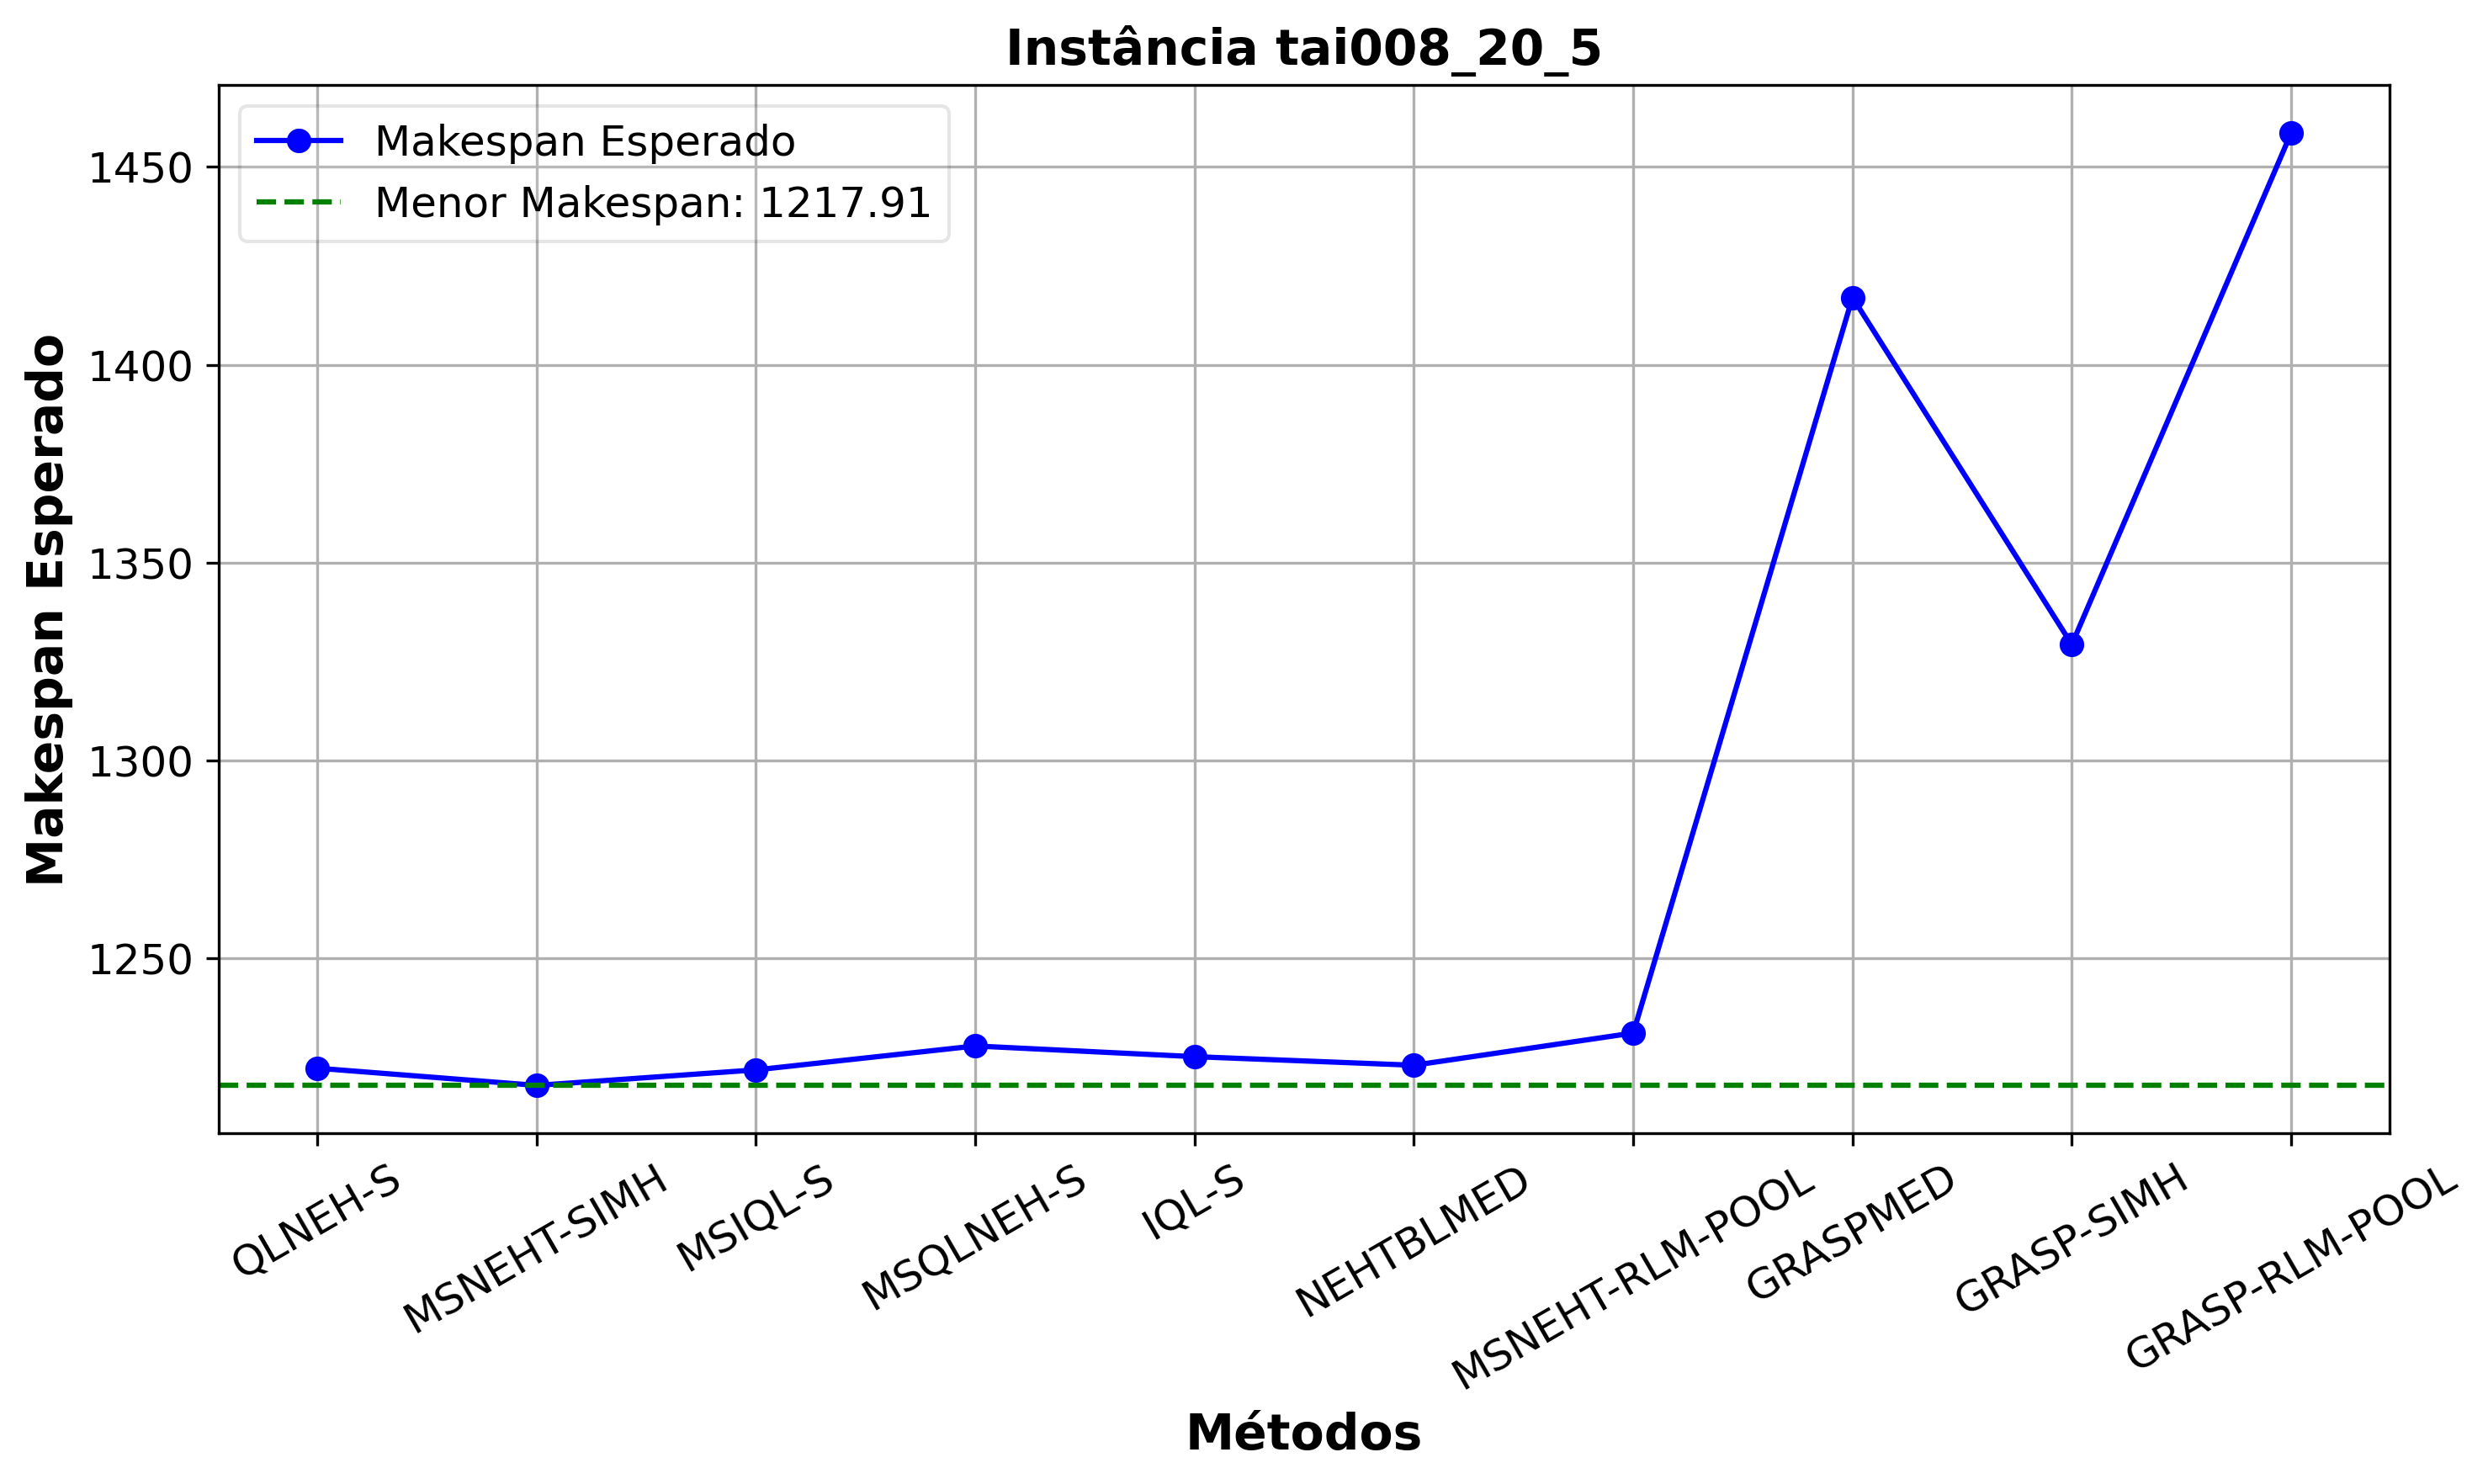 Instância tai008_20_5
Makespan Esperado
Menor Makespan: 1217.91
Makespan Esperado
1450
1400
1350
1300
1250
QLNEH-S
MSNEHT-SIMH
MSIQL-S
MSQLNEH-S
IQL-S
NEHTBLMED
MSNEHT-RLM-POOL
GRASPMED
GRASP-SIMH
GRASP-RLM-POOL
Métodos